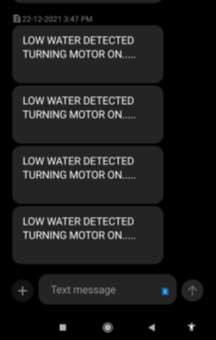 22-12-2021 3:47 PM
LOW WATER DETECTED
TURNING MOTOR ON.....
LOW WATER DETECTED
TURNING MOTOR ON.....
LOW WATER DETECTED
TURNING MOTOR ON.....
LOW WATER DETECTED
TURNING MOTOR ON.....
Text message